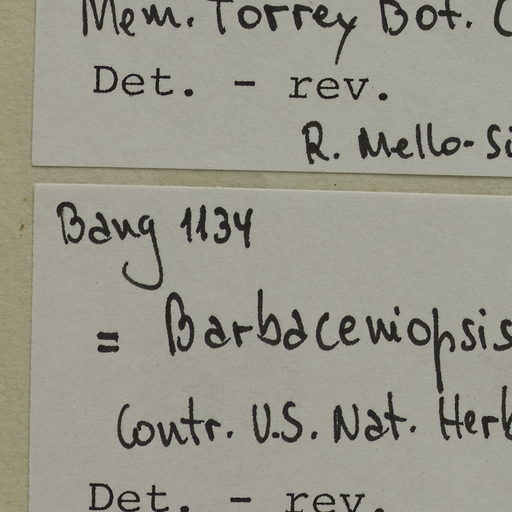 Mem. Torrey Bot. C
Det. - rev.
R. Mello-Si
Bang 1134
= Barbaceniopsis
Contr. U.S. Nat. Herb
Det. - rev.